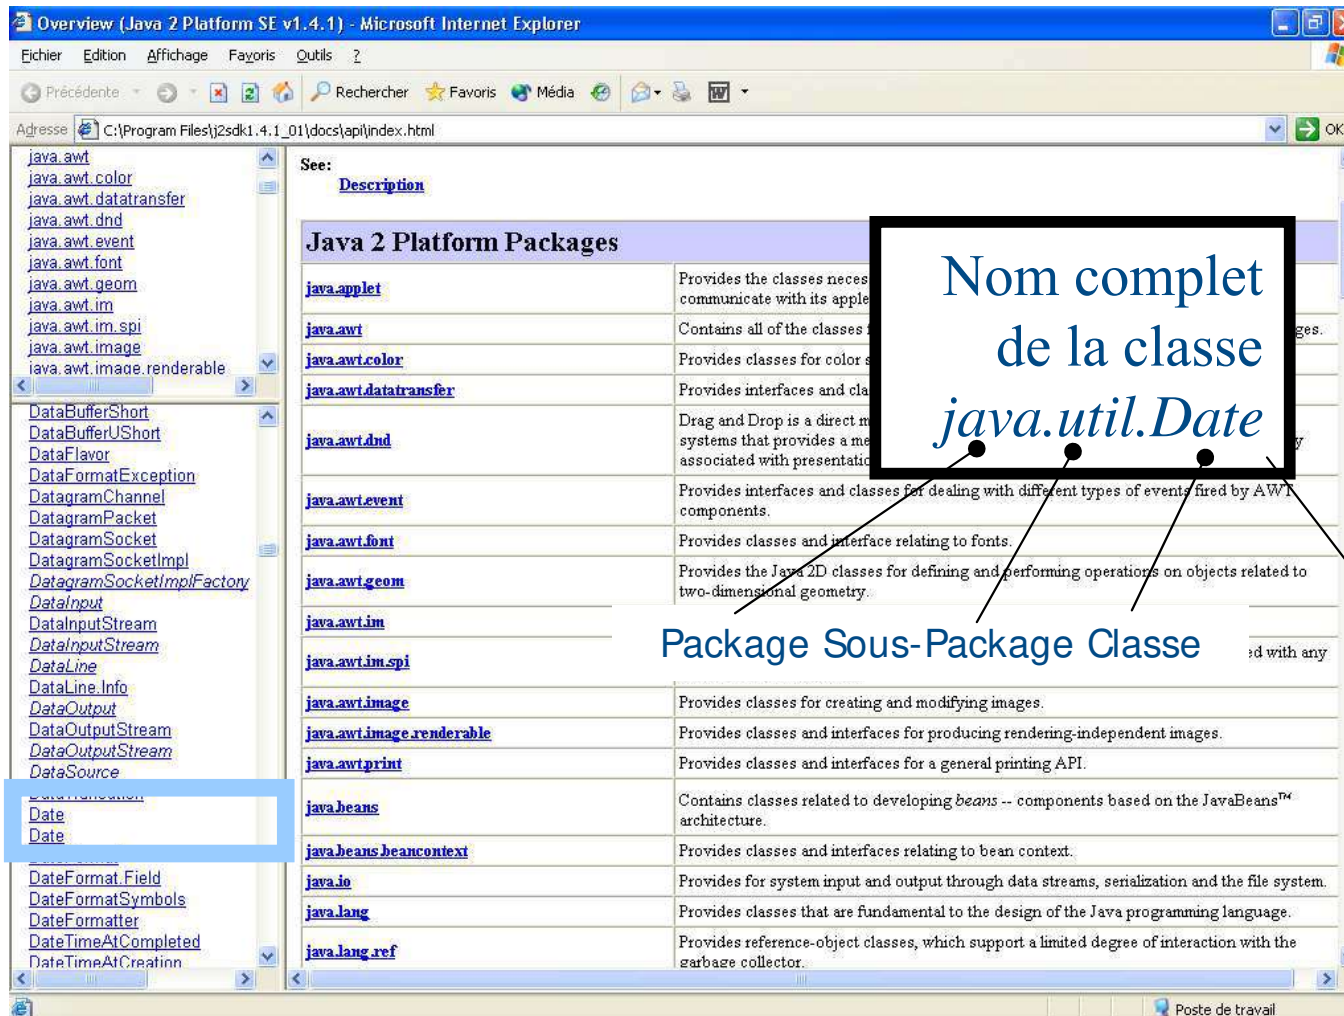 Overview (Java 2 Platform SE v1.4.1) - Microsoft Internet Explorer
Fichier Edition Affichage Favoris Outils ?
Précédente Rechercher Favoris Média
Adresse C:\Program Files\j2sdk1.4.1_01\docs\api\index.html OK
java.awt
java.awt.color
java.awt.datatransfer
java.awt.dnd
java.awt.event
java.awt.font
java.awt.geom
java.awt.im
java.awt.im.spi
java.awt.image
java.awt.image.renderable
DataBufferShort
DataBufferUShort
DataFlavor
DataFormatException
DatagramChannel
DatagramPacket
DatagramSocket
DatagramSocketImpl
DatagramSocketImplFactory
DataInput
DataInputStream
DataInputStream
DataLine
DataLine.Info
DataOutput
DataOutputStream
DataOutputStream
DataSource
Date
Date
DateFormat.Field
DateFormatSymbols
DateFormatter
DateTimeAtCompleted
DateTimeAtCreation
See:
Description
Java 2 Platform Packages
java.applet Provides the classes neces
communicate with its apple
java.awt Contains all of the classes ges.
java.awt.color Provides classes for color s
java.awt.datatransfer Provides interfaces and cla
java.awt.dnd Drag and Drop is a direct m
systems that provides a me y
associated with presentatio
java.awt.event Provides interfaces and classes for dealing with different types of events fired by AWT
components.
java.awt.font Provides classes and interface relating to fonts.
java.awt.geom Provides the Java 2D classes for defining and performing operations on objects related to
two-dimensional geometry.
java.awt.im
java.awt.im.spi ed with any
java.awt.image Provides classes for creating and modifying images.
java.awt.image.renderable Provides classes and interfaces for producing rendering-independent images.
java.awt.print Provides classes and interfaces for a general printing API.
java.beans Contains classes related to developing beans -- components based on the JavaBeans™
architecture.
java.beans.beancontext Provides classes and interfaces relating to bean context.
java.io Provides for system input and output through data streams, serialization and the file system.
java.lang Provides classes that are fundamental to the design of the Java programming language.
java.lang.ref Provides reference-object classes, which support a limited degree of interaction with the
garbage collector.
Nom complet
de la classe
java.util.Date
Package Sous-Package Classe
Poste de travail